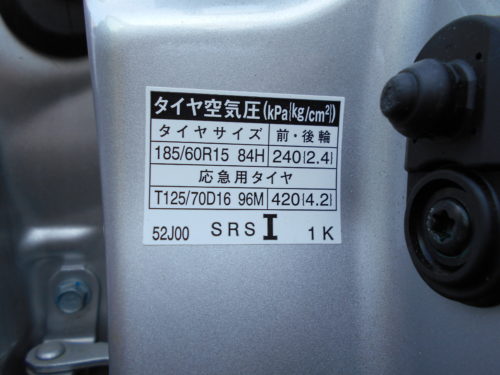 タイヤ空気圧(kPa{kg/cm²})
タイヤサイズ 前・後輪
185/60R15 84H 240{2.4}
応急用タイヤ
T125/70D16 96M 420{4.2}
52J00 SRS I 1K